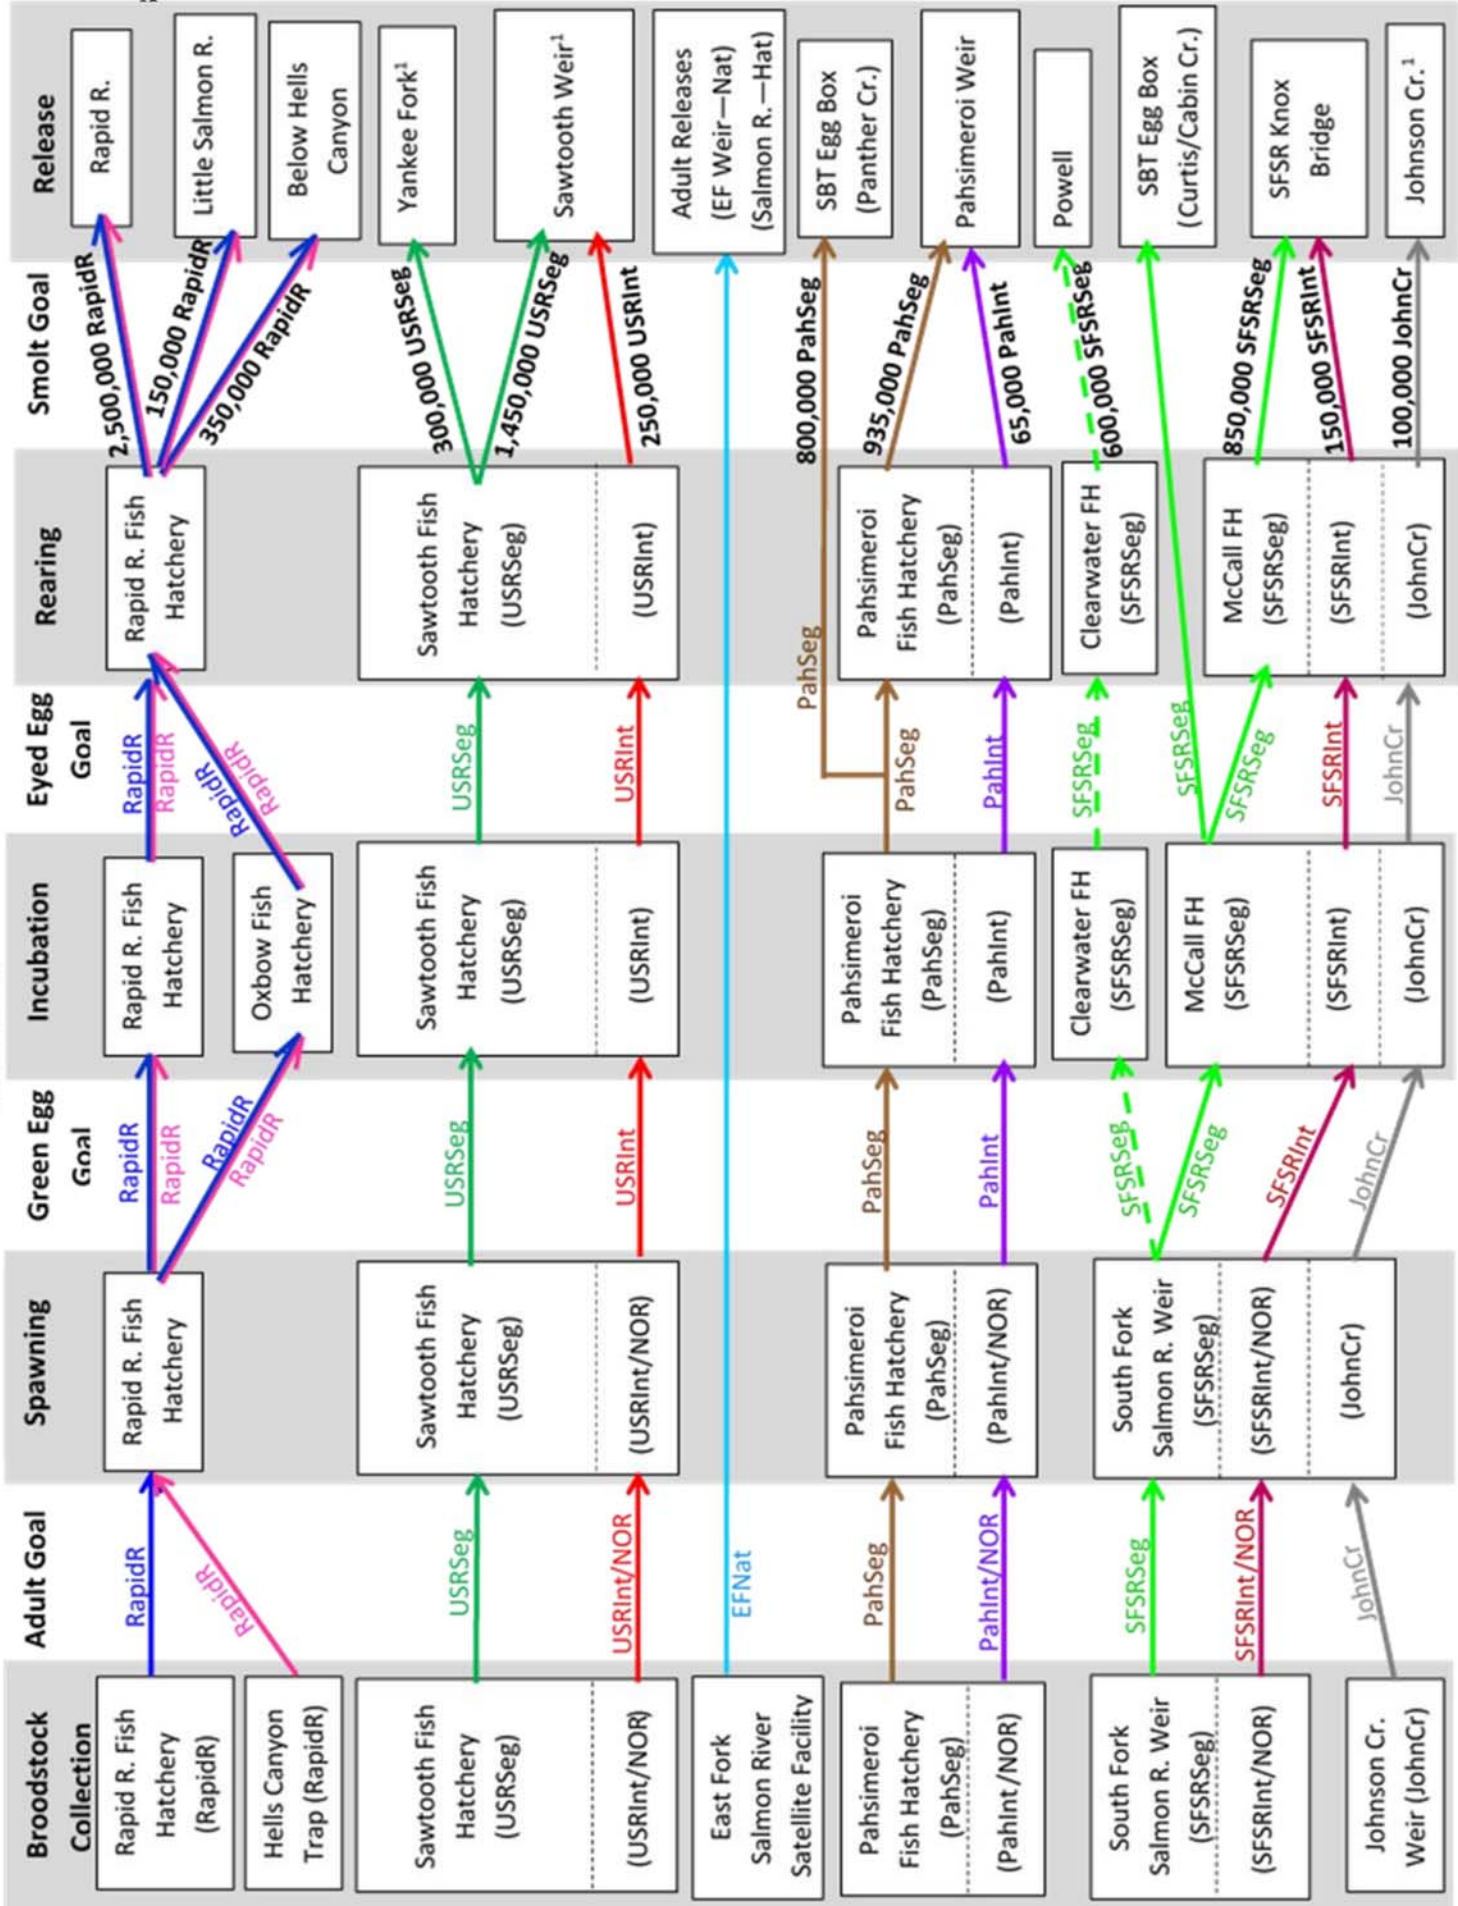 Broodstock
Collection
Adult Goal
Spawning
Green Egg
Goal
Incubation
Eyed Egg
Goal
Rearing
Smolt Goal
Release
Rapid R. Fish
Hatchery
(RapidR)
Hells Canyon
Trap (RapidR)
RapidR
RapidR
Rapid R. Fish
Hatchery
RapidR
RapidR
RapidR
RapidR
Rapid R. Fish
Hatchery
Oxbow Fish
Hatchery
RapidR
RapidR
RapidR
RapidR
Rapid R. Fish
Hatchery
2,500,000 RapidR
150,000 RapidR
350,000 RapidR
Rapid R.
Little Salmon R.
Below Hells
Canyon
Sawtooth Fish
Hatchery
(USRSeg)
(USRInt/NOR)
USRSeg
USRInt/NOR
Sawtooth Fish
Hatchery
(USRSeg)
(USRInt/NOR)
USRSeg
USRInt
Sawtooth Fish
Hatchery
(USRSeg)
(USRInt)
USRSeg
USRInt
Sawtooth Fish
Hatchery
(USRSeg)
(USRInt)
300,000 USRSeg
1,450,000 USRSeg
250,000 USRInt
Yankee Fork1
Sawtooth Weir1
East Fork
Salmon River
Satellite Facility
EFNat
Adult Releases
(EF Weir—Nat)
(Salmon R.—Hat)
Pahsimeroi
Fish Hatchery
(PahSeg)
(PahInt/NOR)
PahSeg
PahInt/NOR
Pahsimeroi
Fish Hatchery
(PahSeg)
(PahInt/NOR)
PahSeg
PahInt
Pahsimeroi
Fish Hatchery
(PahSeg)
(PahInt)
PahSeg
PahSeg
PahInt
Pahsimeroi
Fish Hatchery
(PahSeg)
(PahInt)
800,000 PahSeg
935,000 PahSeg
65,000 PahInt
SBT Egg Box
(Panther Cr.)
Pahsimeroi Weir
South Fork
Salmon R. Weir
(SFSRSeg)
(SFSRInt/NOR)
Johnson Cr.
Weir (JohnCr)
SFSRSeg
SFSRInt/NOR
JohnCr
South Fork
Salmon R. Weir
(SFSRSeg)
(SFSRInt/NOR)
(JohnCr)
SFSRSeg
SFSRSeg
SFSRInt
JohnCr
Clearwater FH
(SFSRSeg)
McCall FH
(SFSRSeg)
(SFSRInt)
(JohnCr)
SFSRSeg
SFSRSeg
SFSRSeg
SFSRInt
JohnCr
Clearwater FH
(SFSRSeg)
McCall FH
(SFSRSeg)
(SFSRInt)
(JohnCr)
600,000 SFSRSeg
850,000 SFSRSeg
150,000 SFSRInt
100,000 JohnCr
Powell
SBT Egg Box
(Curtis/Cabin Cr.)
SFSR Knox
Bridge
Johnson Cr. 1